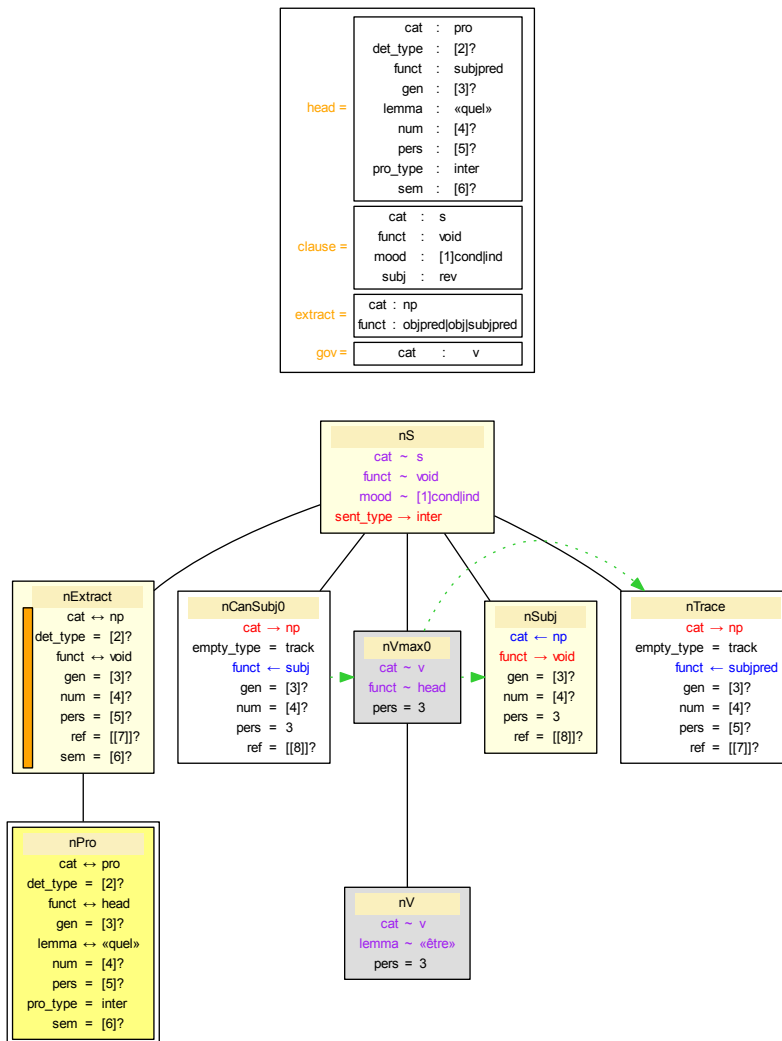 head =
cat : pro
det_type : [2]?
funct : subjpred
gen : [3]?
lemma : «quel»
num : [4]?
pers : [5]?
pro_type : inter
sem : [6]?
clause =
cat : s
funct : void
mood : [1]cond|ind
subj : rev
extract =
cat : np
funct : objpred|obj|subjpred
gov =
cat : v
nS
cat ~ s
funct ~ void
mood ~ [1]cond|ind
sent_type → inter
nExtract
cat ↔ np
det_type = [2]?
funct ↔ void
gen = [3]?
num = [4]?
pers = [5]?
ref = [[7]]?
sem = [6]?
nCanSubj0
cat → np
empty_type = track
funct ← subj
gen = [3]?
num = [4]?
pers = 3
ref = [[8]]?
nVmax0
cat ~ v
funct ~ head
pers = 3
nSubj
cat ← np
funct → void
gen = [3]?
num = [4]?
pers = 3
ref = [[8]]?
nTrace
cat → np
empty_type = track
funct ← subjpred
gen = [3]?
num = [4]?
pers = [5]?
ref = [[7]]?
nPro
cat ↔ pro
det_type = [2]?
funct ↔ head
gen = [3]?
lemma ↔ «quel»
num = [4]?
pers = [5]?
pro_type = inter
sem = [6]?
nV
cat ~ v
lemma ~ «être»
pers = 3